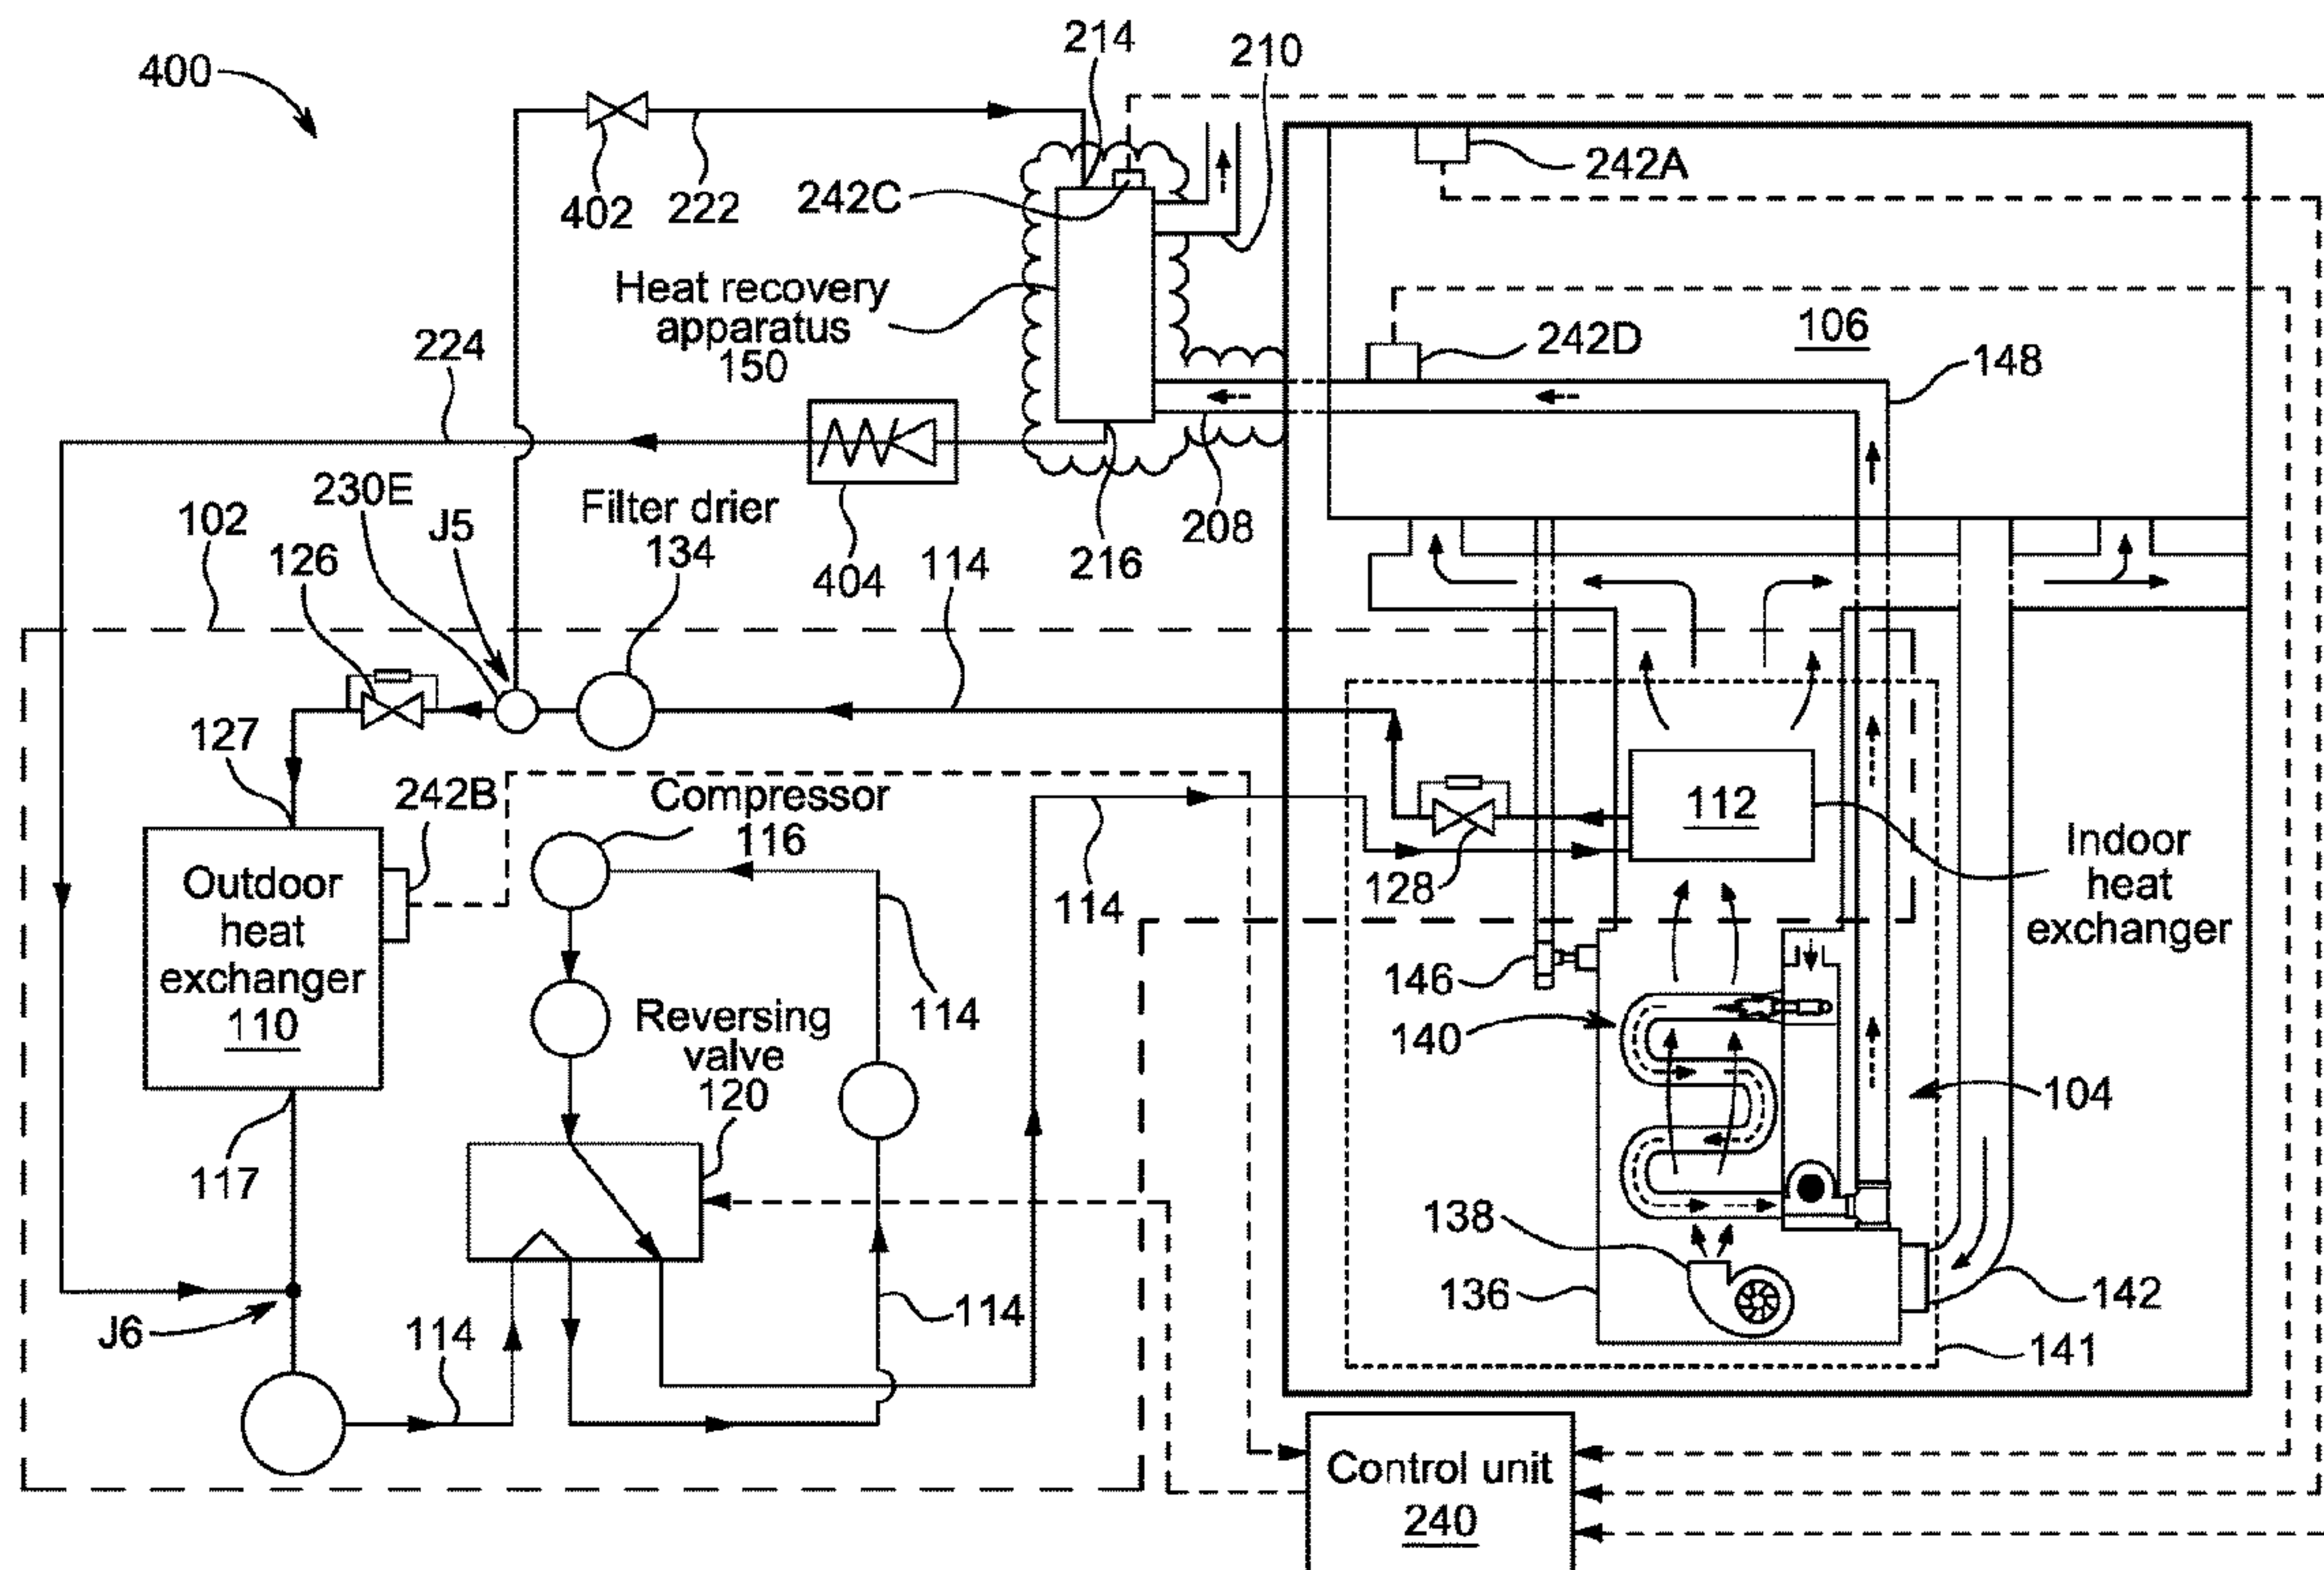 400
214
210
402
222
242C
242A
Heat recovery
apparatus
150
106
242D
148
224
230E
J5
102
126
Filter drier
134
404
114
216
208
127
242B
Compressor
116
114
128
112
Indoor
heat
exchanger
Outdoor
heat
exchanger
110
114
146
140
Reversing
valve
120
104
117
138
136
114
142
J6
114
141
Control unit
240